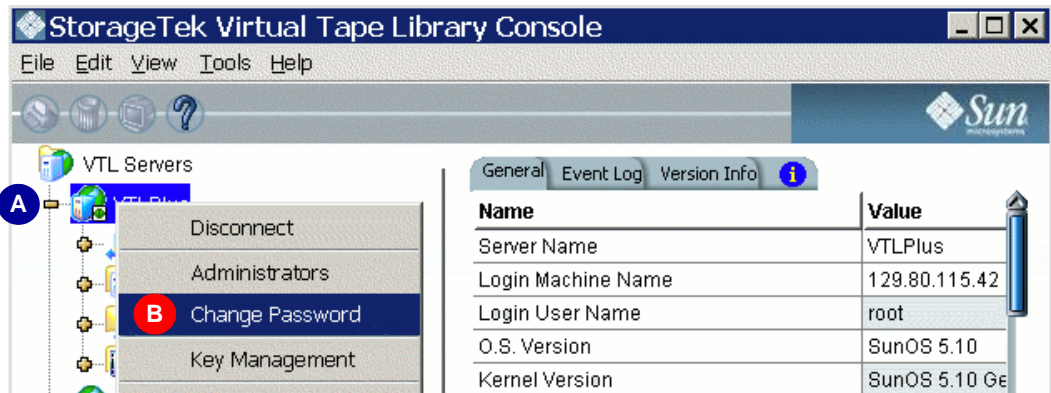 StorageTek Virtual Tape Library Console
File Edit View Tools Help
Sun
microsystems
VTL Servers
General Event Log Version Info i
A
VTLPlus
Name Value
Disconnect
Server Name VTLPlus
Administrators
Login Machine Name 129.80.115.42
B Change Password
Login User Name root
O.S. Version SunOS 5.10
Key Management
Kernel Version SunOS 5.10 Ge